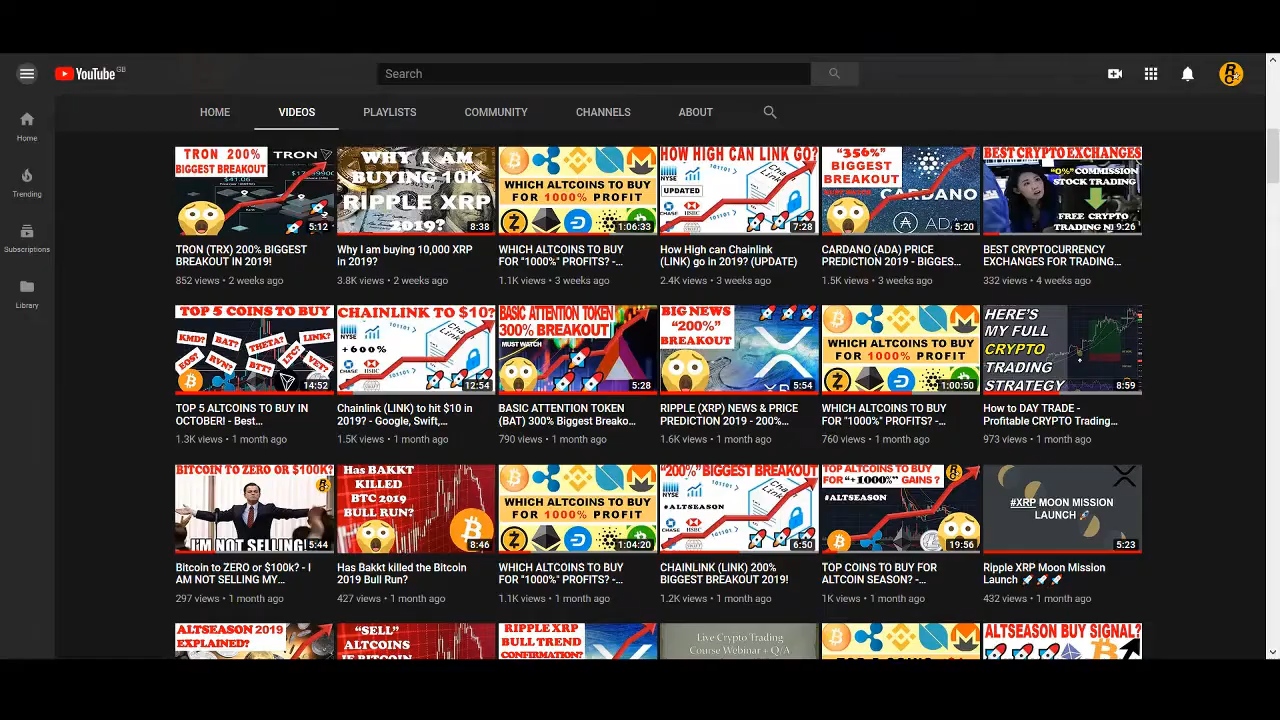 YouTube GB
Search
HOME
VIDEOS
PLAYLISTS
COMMUNITY
CHANNELS
ABOUT
Home
Trending
Subscriptions
Library
TRON 200%
BIGGEST BREAKOUT
TRON
5:12
TRON (TRX) 200% BIGGEST
BREAKOUT IN 2019!
852 views • 2 weeks ago
WHY I AM
BUYING 10K
RIPPLE XRP
2019?
8:38
Why I am buying 10,000 XRP
in 2019?
3.8K views • 2 weeks ago
WHICH ALTCOINS TO BUY
FOR 1000% PROFIT
1:06:33
WHICH ALTCOINS TO BUY
FOR "1000%" PROFITS? -...
1.1K views • 3 weeks ago
HOW HIGH CAN LINK GO?
NYSE
UPDATED
CHASE
HSBC
7:28
How High can Chainlink
(LINK) go in 2019? (UPDATE)
2.4K views • 3 weeks ago
"356%"
BIGGEST
BREAKOUT
CARDANO
ADA
5:20
CARDANO (ADA) PRICE
PREDICTION 2019 - BIGGES...
1.5K views • 3 weeks ago
BEST CRYPTO EXCHANGES
"0%" COMMISSION
STOCK TRADING
FREE CRYPTO
TRADING
9:26
BEST CRYPTOCURRENCY
EXCHANGES FOR TRADING...
332 views • 4 weeks ago
TOP 5 COINS TO BUY
KMD?
BAT?
THETA?
LINK?
EOS?
RVN?
BTT?
LTC?
VET?
14:52
TOP 5 ALTCOINS TO BUY IN
OCTOBER! - Best...
1.3K views • 1 month ago
CHAINLINK TO $10?
NYSE
+600%
CHASE
HSBC
12:54
Chainlink (LINK) to hit $10 in
2019? - Google, Swift,...
1.5K views • 1 month ago
BASIC ATTENTION TOKEN
300% BREAKOUT
MUST WATCH
5:28
BASIC ATTENTION TOKEN
(BAT) 300% Biggest Breako...
790 views • 1 month ago
BIG NEWS
"200%"
BREAKOUT
5:54
RIPPLE (XRP) NEWS & PRICE
PREDICTION 2019 - 200%...
1.6K views • 1 month ago
WHICH ALTCOINS TO BUY
FOR 1000% PROFIT
1:00:50
WHICH ALTCOINS TO BUY
FOR "1000%" PROFITS? -...
760 views • 1 month ago
HERE'S
MY FULL
CRYPTO
TRADING
STRATEGY
8:59
How to DAY TRADE -
Profitable CRYPTO Trading...
973 views • 1 month ago
BITCOIN TO ZERO OR $100K?
I'M NOT SELLING!
5:44
Bitcoin to ZERO or $100k? - I
AM NOT SELLING MY...
297 views • 1 month ago
Has BAKKT
KILLED
BTC 2019
BULL RUN?
8:46
Has Bakkt killed the Bitcoin
2019 Bull Run?
427 views • 1 month ago
WHICH ALTCOINS TO BUY
FOR 1000% PROFIT
1:04:20
WHICH ALTCOINS TO BUY
FOR "1000%" PROFITS? -...
1.1K views • 1 month ago
"200%" BIGGEST BREAKOUT
NYSE
#ALTSEASON
CHASE
HSBC
6:50
CHAINLINK (LINK) 200%
BIGGEST BREAKOUT 2019!
1.2K views • 1 month ago
TOP ALTCOINS TO BUY
FOR "+1000%" GAINS ?
#ALTSEASON
19:56
TOP COINS TO BUY FOR
ALTCOIN SEASON? -...
1K views • 1 month ago
#XRP MOON MISSION
LAUNCH
5:23
Ripple XRP Moon Mission
Launch
432 views • 1 month ago
ALTSEASON 2019
EXPLAINED?
"SELL"
ALTCOINS
IF BITCOIN
RIPPLE XRP
BULL TREND
CONFIRMATION?
Live Crypto Trading
Course Webinar + Q/A
ALTSEASON BUY SIGNAL?